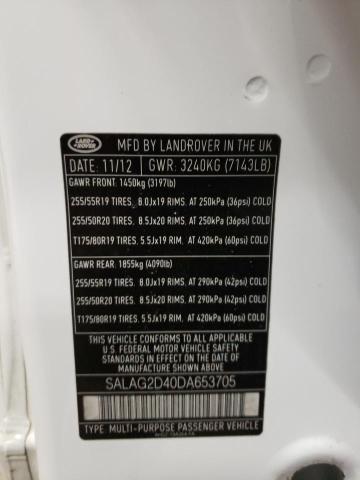 LAND
ROVER
MFD BY LANDROVER IN THE UK
DATE: 11/12 GWR: 3240KG (7143LB)
GAWR FRONT: 1450kg (3197lb)
255/55R19 TIRES. 8.0Jx19 RIMS. AT 250kPa (36psi) COLD
255/50R20 TIRES. 8.5Jx20 RIMS. AT 250kPa (36psi) COLD
T175/80R19 TIRES. 5.5Jx19 RIM. AT 420kPa (60psi) COLD
GAWR REAR: 1855kg (4090lb)
255/55R19 TIRES. 8.0Jx19 RIMS. AT 290kPa (42psi) COLD
255/50R20 TIRES. 8.5Jx20 RIMS. AT 290kPa (42psi) COLD
T175/80R19 TIRES. 5.5Jx19 RIM. AT 420kPa (60psi) COLD
THIS VEHICLE CONFORMS TO ALL APPLICABLE
U.S. FEDERAL MOTOR VEHICLE SAFETY
STANDARDS IN EFFECT ON THE DATE OF
MANUFACTURE SHOWN ABOVE
SALAG2D40DA653705
TYPE: MULTI-PURPOSE PASSENGER VEHICLE